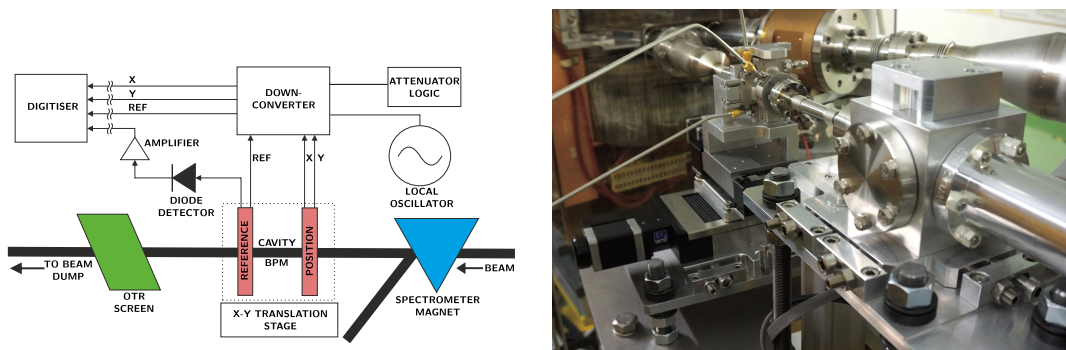 X
Y
REF
DIGITISER
DOWN-
CONVERTER
ATTENUATOR
LOGIC
AMPLIFIER
REF
X Y
LOCAL
OSCILLATOR
DIODE
DETECTOR
REFERENCE
CAVITY
BPM
POSITION
TO BEAM
DUMP
BEAM
OTR
SCREEN
SPECTROMETER
MAGNET
X-Y TRANSLATION
STAGE